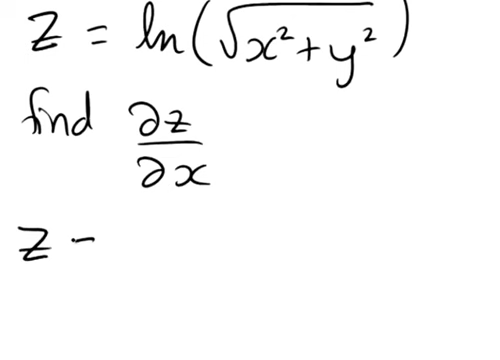 z = ln(√x² + y²)
find ∂z/∂x
z -